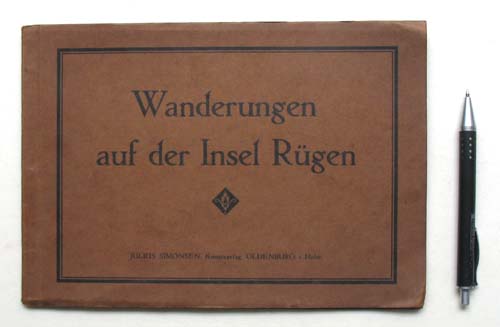 Wanderungen
auf der Insel Rügen
JULIUS SIMONSEN, Kunstverlag, OLDENBURG i. Holst.